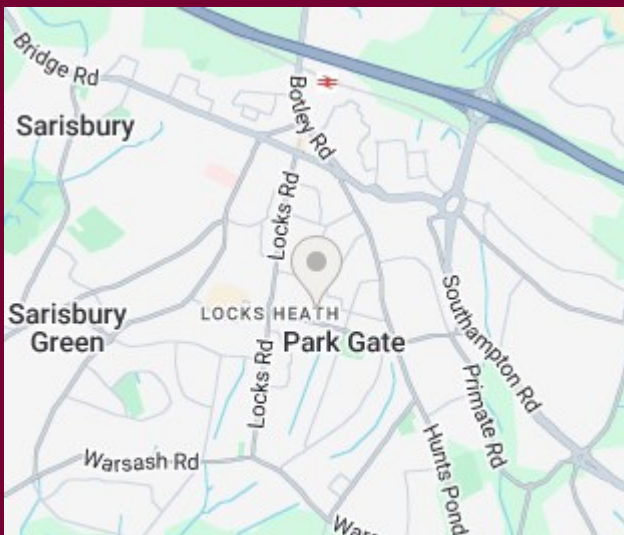 Bridge Rd
Botley Rd
Sarisbury
Locks Rd
LOCKS HEATH
Sarisbury
Green
Park Gate
Southampton Rd
Locks Rd
Primate Rd
Warsash Rd
Hunts Pond